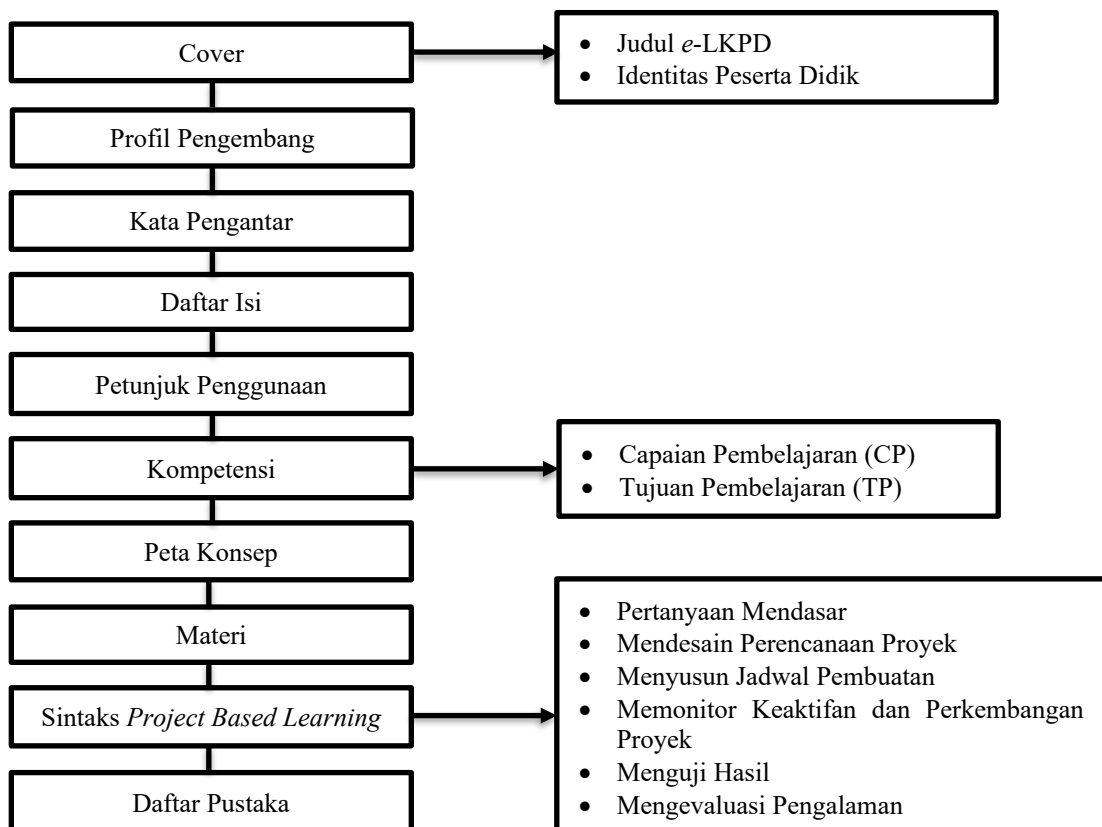 Cover
• Judul e-LKPD
• Identitas Peserta Didik
Profil Pengembang
Kata Pengantar
Daftar Isi
Petunjuk Penggunaan
Kompetensi
• Capaian Pembelajaran (CP)
• Tujuan Pembelajaran (TP)
Peta Konsep
Materi
Sintaks Project Based Learning
• Pertanyaan Mendasar
• Mendesain Perencanaan Proyek
• Menyusun Jadwal Pembuatan
• Memonitor Keaktifan dan Perkembangan
Proyek
• Menguji Hasil
• Mengevaluasi Pengalaman
Daftar Pustaka